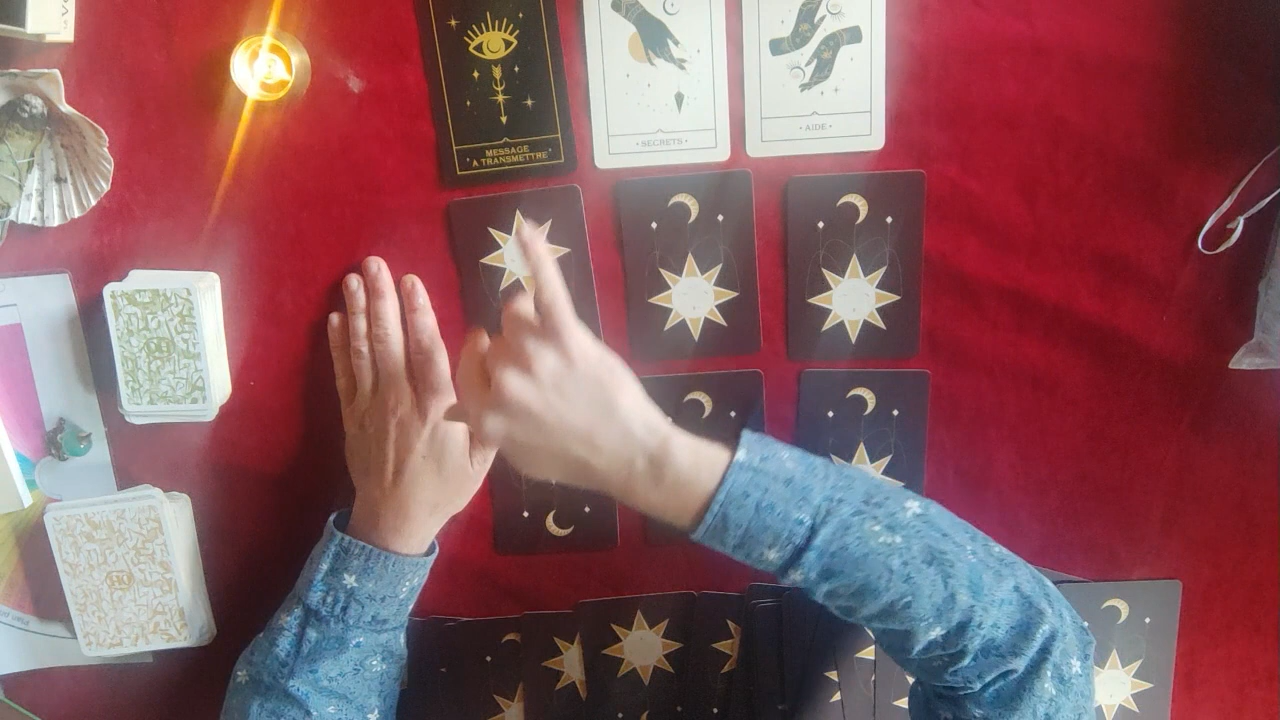 MESSAGE
A TRANSMETTRE
• SECRETS •
• AIDE •